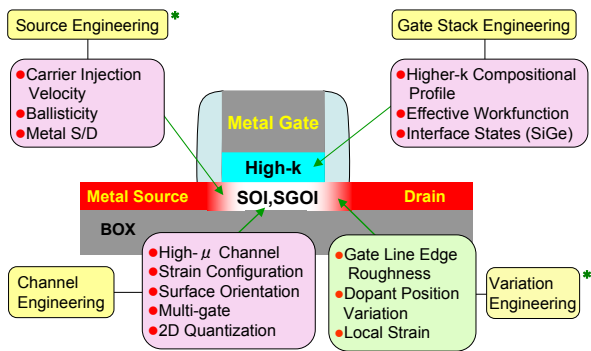 Source Engineering *
Gate Stack Engineering
●Carrier Injection
Velocity
●Ballisticity
●Metal S/D
●Higher-k Compositional
Profile
●Effective Workfunction
●Interface States (SiGe)
Metal Gate
High-k
Metal Source
SOI,SGOI
Drain
BOX
Channel
Engineering
●High-μ Channel
●Strain Configuration
●Surface Orientation
●Multi-gate
●2D Quantization
●Gate Line Edge
Roughness
●Dopant Position
Variation
●Local Strain
Variation *
Engineering